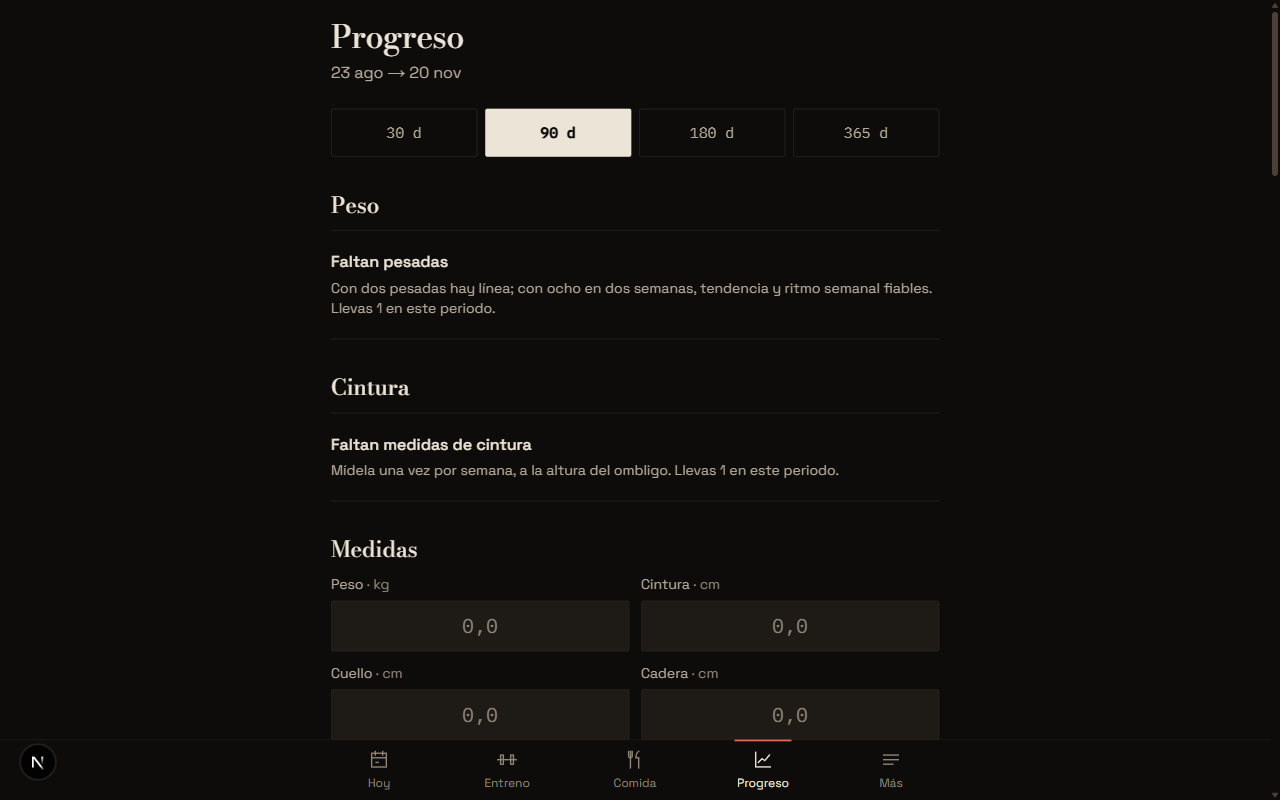 Progreso
23 ago → 20 nov
30 d
90 d
180 d
365 d
Peso
Faltan pesadas
Con dos pesadas hay línea; con ocho en dos semanas, tendencia y ritmo semanal fiables.
Llevas 1 en este periodo.
Cintura
Faltan medidas de cintura
Mídela una vez por semana, a la altura del ombligo. Llevas 1 en este periodo.
Medidas
Peso · kg
Cintura · cm
0,0
0,0
Cuello · cm
Cadera · cm
0,0
0,0
N
Hoy
Entreno
Comida
Progreso
Más